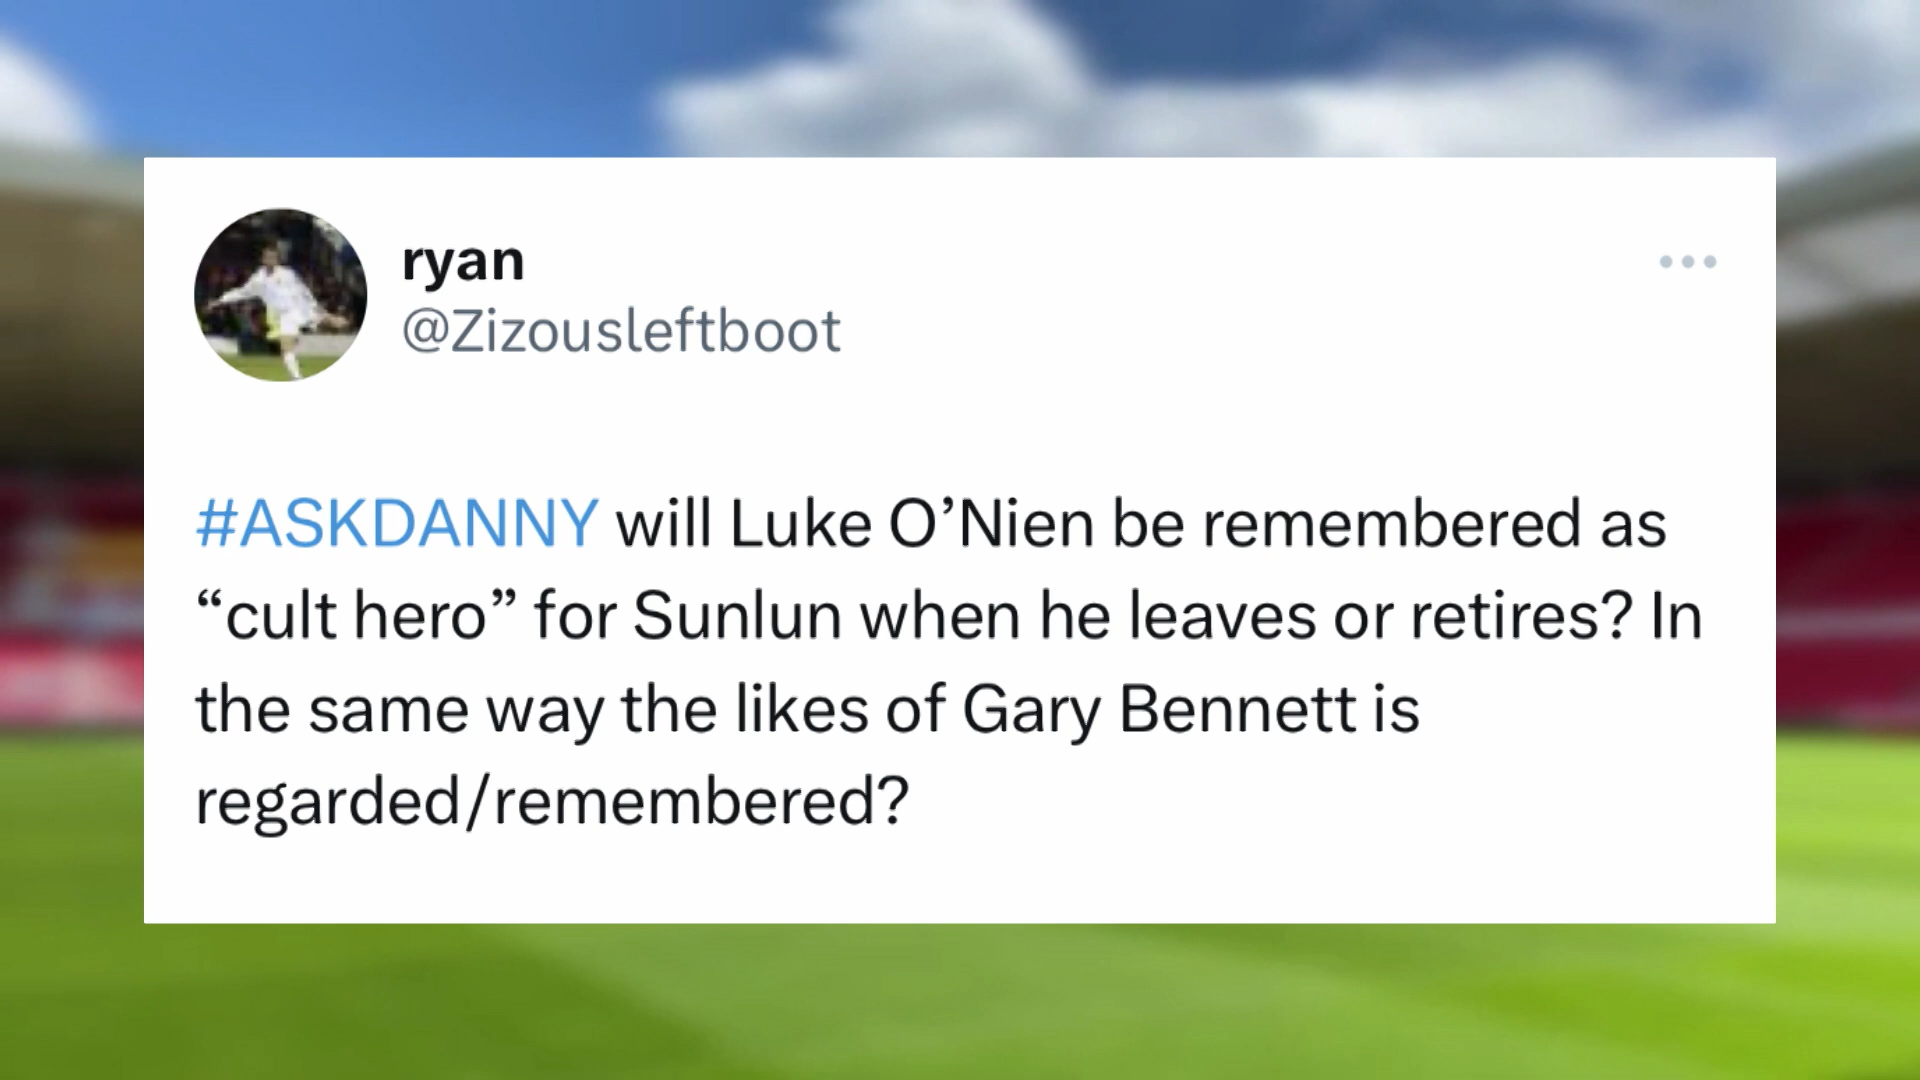 ryan
@Zizousleftboot
#ASKDANNY will Luke O’Nien be remembered as
“cult hero” for Sunlun when he leaves or retires? In
the same way the likes of Gary Bennett is
regarded/remembered?